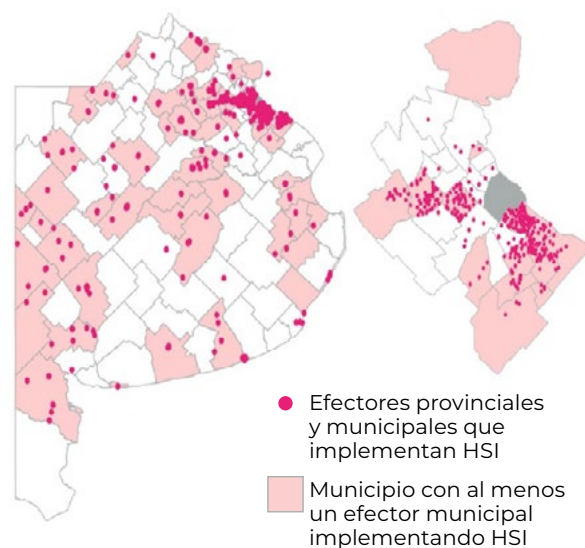 Efectores provinciales
y municipales que
implementan HSI
Municipio con al menos
un efector municipal
implementando HSI